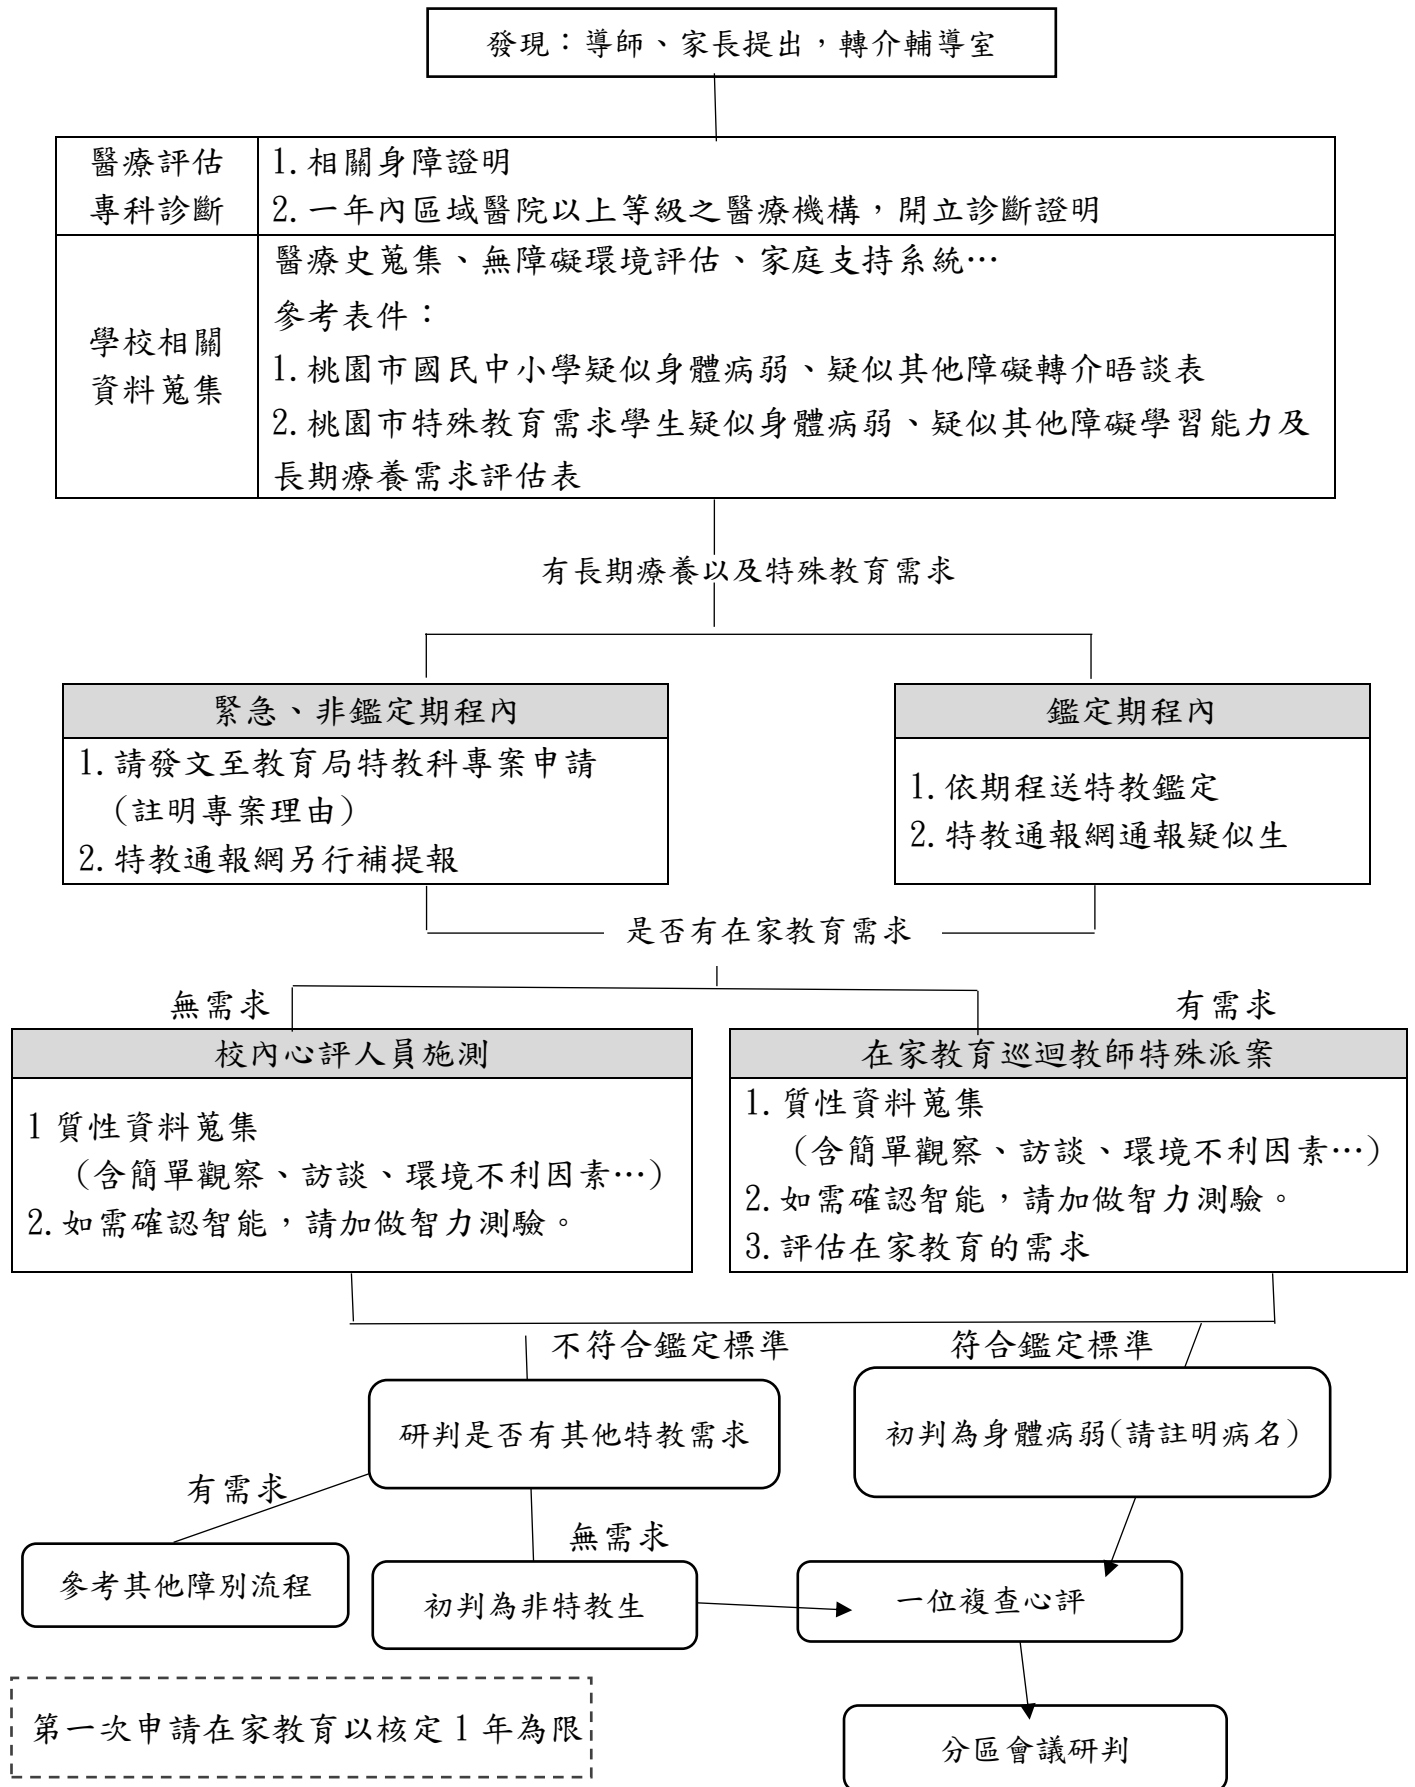 發現：導師、家長提出，轉介輔導室
醫療評估
專科診斷
1.相關身障證明
2.一年內區域醫院以上等級之醫療機構，開立診斷證明
學校相關
資料蒐集
醫療史蒐集、無障礙環境評估、家庭支持系統…
參考表件：
1.桃園市國民中小學疑似身體病弱、疑似其他障礙轉介晤談表
2.桃園市特殊教育需求學生疑似身體病弱、疑似其他障礙學習能力及
長期療養需求評估表
有長期療養以及特殊教育需求
緊急、非鑑定期程內
1.請發文至教育局特教科專案申請
(註明專案理由)
2.特教通報網另行補提報
鑑定期程內
1.依期程送特教鑑定
2.特教通報網通報疑似生
是否有在家教育需求
無需求
有需求
校內心評人員施測
1 質性資料蒐集
(含簡單觀察、訪談、環境不利因素…)
2.如需確認智能，請加做智力測驗。
在家教育巡迴教師特殊派案
1.質性資料蒐集
(含簡單觀察、訪談、環境不利因素…)
2.如需確認智能，請加做智力測驗。
3.評估在家教育的需求
不符合鑑定標準
符合鑑定標準
研判是否有其他特教需求
初判為身體病弱(請註明病名)
有需求
無需求
參考其他障別流程
初判為非特教生
一位複查心評
第一次申請在家教育以核定 1 年為限
分區會議研判